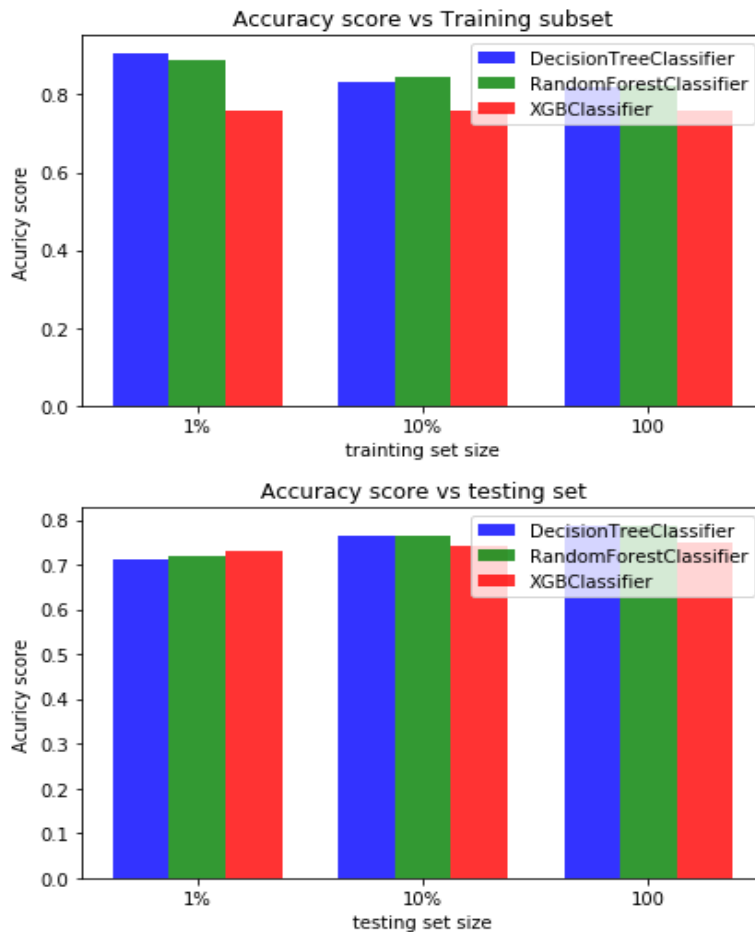 Accuracy score vs Training subset
DecisionTreeClassifier
RandomForestClassifier
XGBClassifier
Acuricy score
0.8
0.6
0.4
0.2
0.0
1%
10%
100
trainting set size
Accuracy score vs testing set
DecisionTreeClassifier
RandomForestClassifier
XGBClassifier
Acuricy score
0.8
0.7
0.6
0.5
0.4
0.3
0.2
0.1
0.0
1%
10%
100
testing set size